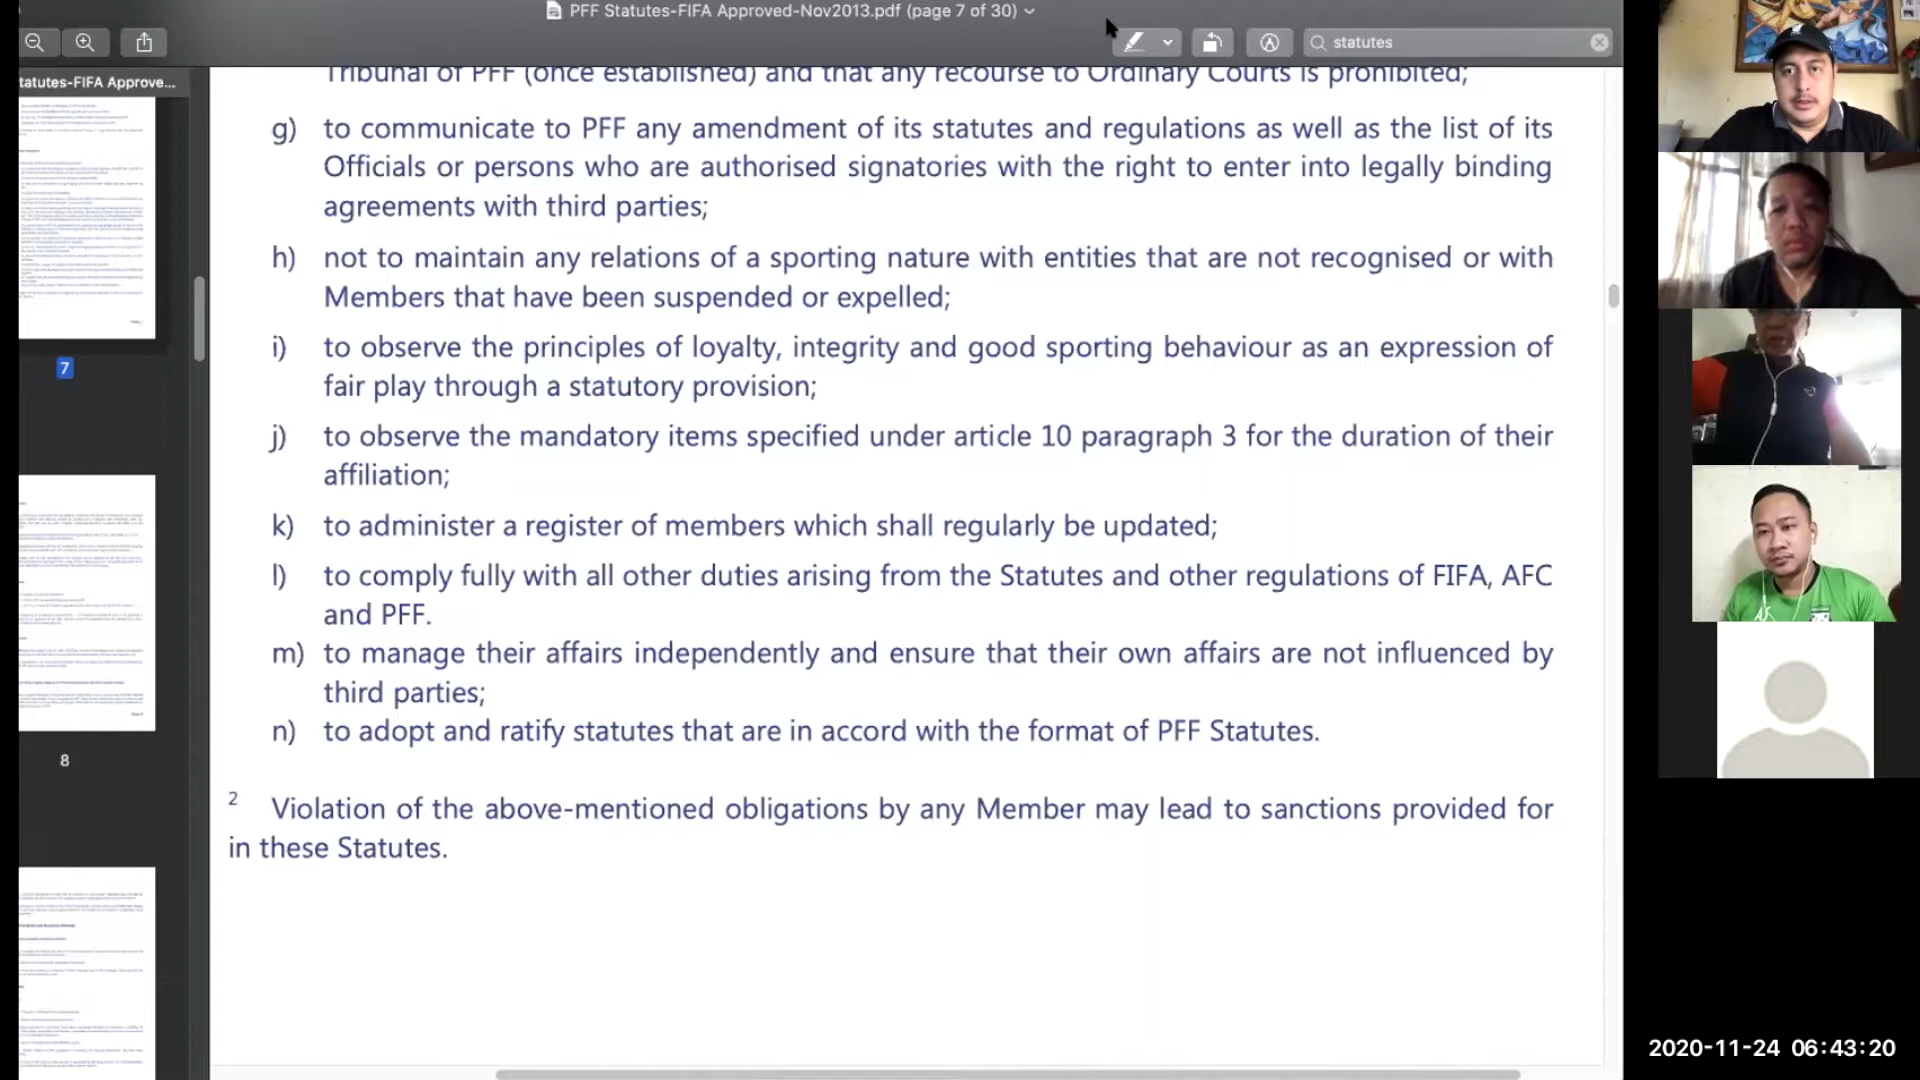 PFF Statutes-FIFA Approved-Nov2013.pdf (page 7 of 30)
statutes
tatutes-FIFA Approve...
Tribunal of PFF (once established) and that any recourse to Ordinary Courts is prohibited;
g) to communicate to PFF any amendment of its statutes and regulations as well as the list of its
Officials or persons who are authorised signatories with the right to enter into legally binding
agreements with third parties;
h) not to maintain any relations of a sporting nature with entities that are not recognised or with
Members that have been suspended or expelled;
i) to observe the principles of loyalty, integrity and good sporting behaviour as an expression of
fair play through a statutory provision;
j) to observe the mandatory items specified under article 10 paragraph 3 for the duration of their
affiliation;
k) to administer a register of members which shall regularly be updated;
l) to comply fully with all other duties arising from the Statutes and other regulations of FIFA, AFC
and PFF.
m) to manage their affairs independently and ensure that their own affairs are not influenced by
third parties;
n) to adopt and ratify statutes that are in accord with the format of PFF Statutes.
2 Violation of the above-mentioned obligations by any Member may lead to sanctions provided for
in these Statutes.
7
8
2020-11-24 06:43:20